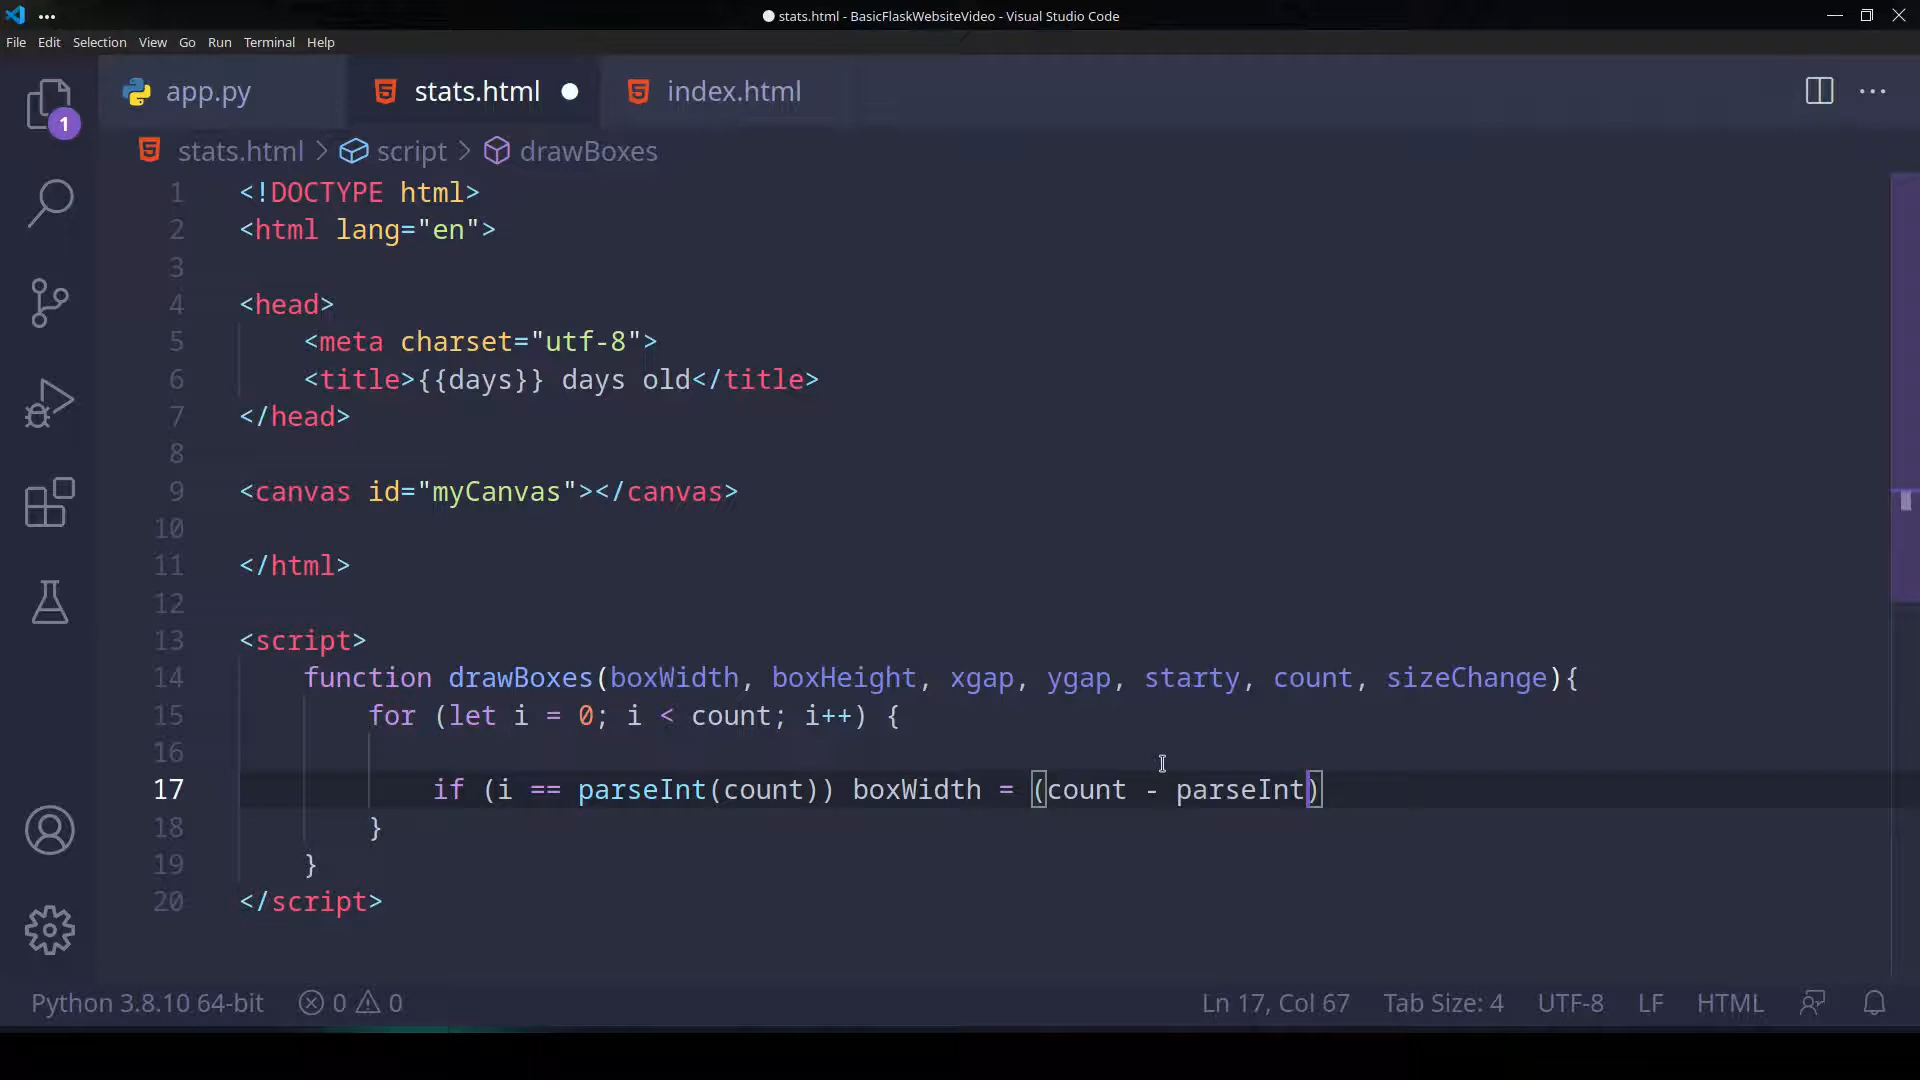 stats.html - BasicFlaskWebsiteVideo - Visual Studio Code
File Edit Selection View Go Run Terminal Help
app.py stats.html index.html
1
stats.html > script > drawBoxes
1 <!DOCTYPE html>
2 <html lang="en">
3
4 <head>
5 <meta charset="utf-8">
6 <title>{{days}} days old</title>
7 </head>
8
9 <canvas id="myCanvas"></canvas>
10
11 </html>
12
13 <script>
14 function drawBoxes(boxWidth, boxHeight, xgap, ygap, starty, count, sizeChange){
15 for (let i = 0; i < count; i++) {
16
17 if (i == parseInt(count)) boxWidth = (count - parseInt)
18 }
19 }
20 </script>
Python 3.8.10 64-bit 0 0 Ln 17, Col 67 Tab Size: 4 UTF-8 LF HTML